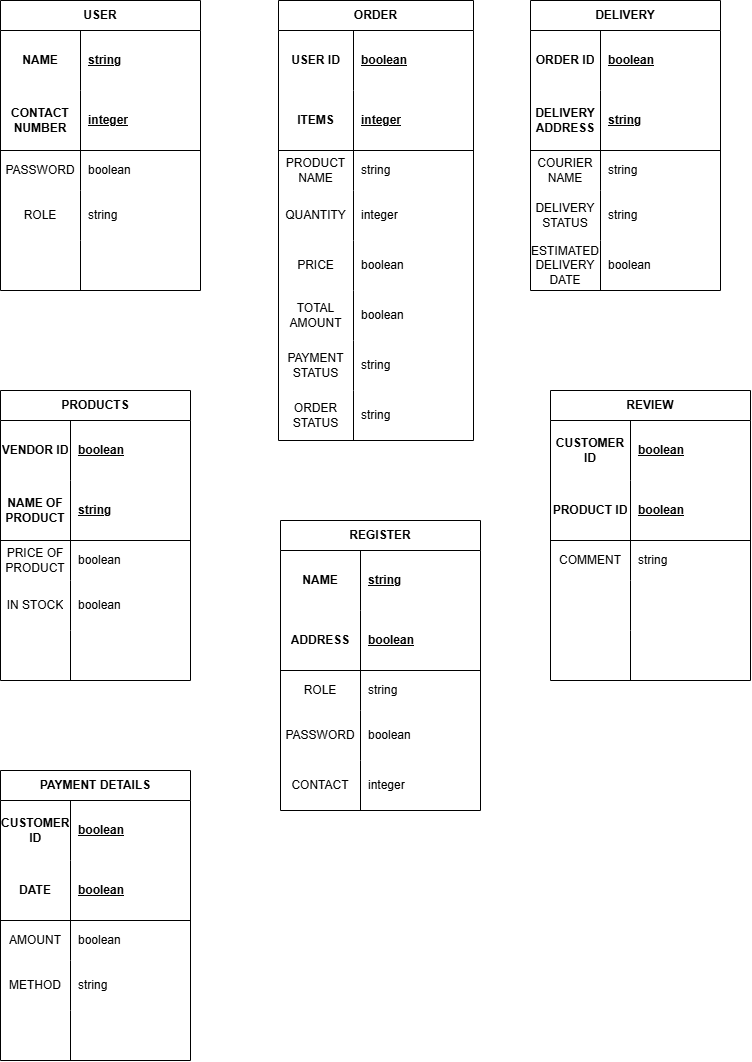 USER
NAME string
CONTACT
NUMBER integer
PASSWORD boolean
ROLE string
ORDER
USER ID boolean
ITEMS integer
PRODUCT
NAME string
QUANTITY integer
PRICE boolean
TOTAL
AMOUNT boolean
PAYMENT
STATUS string
ORDER
STATUS string
DELIVERY
ORDER ID boolean
DELIVERY
ADDRESS string
COURIER
NAME string
DELIVERY
STATUS string
ESTIMATED
DELIVERY boolean
DATE
PRODUCTS
VENDOR ID boolean
NAME OF
PRODUCT string
PRICE OF
PRODUCT boolean
IN STOCK boolean
REGISTER
NAME string
ADDRESS boolean
ROLE string
PASSWORD boolean
CONTACT integer
REVIEW
CUSTOMER
ID boolean
PRODUCT ID boolean
COMMENT string
PAYMENT DETAILS
CUSTOMER
ID boolean
DATE boolean
AMOUNT boolean
METHOD string